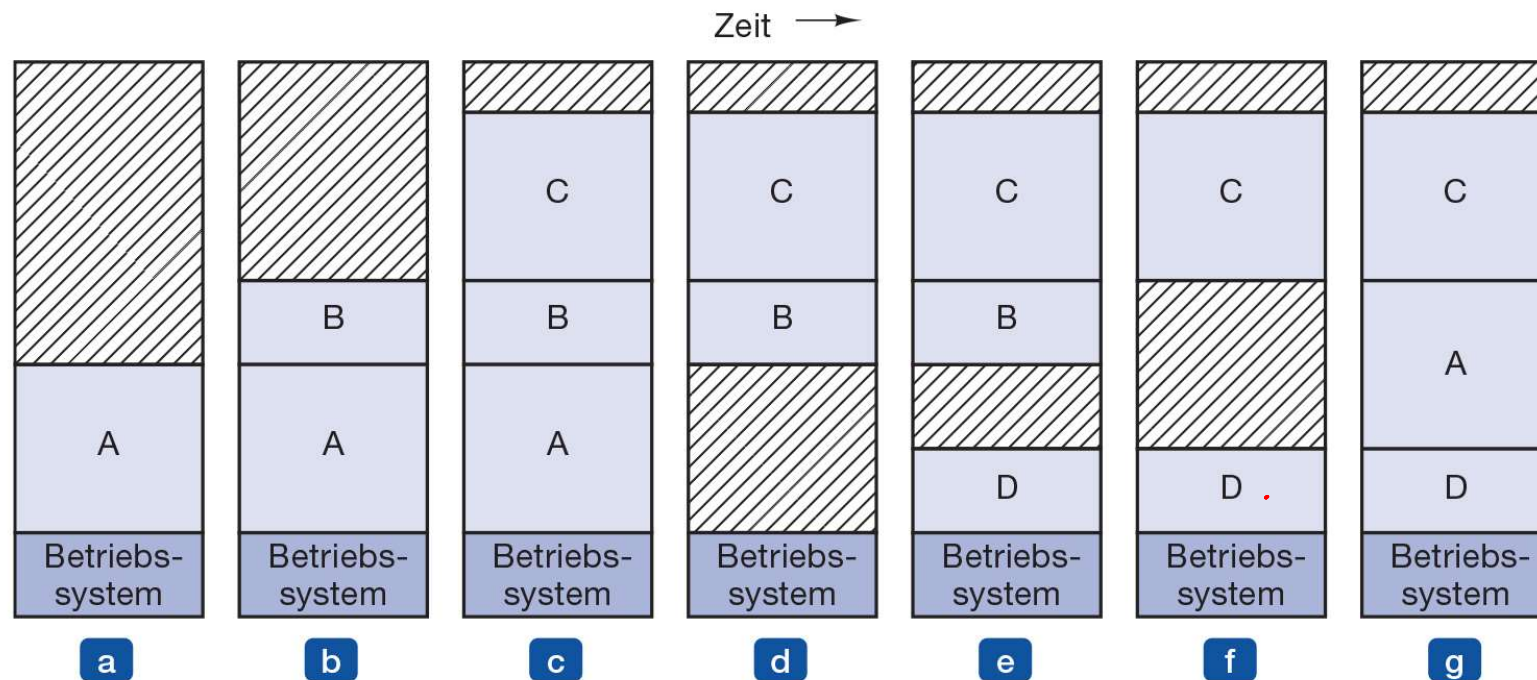 Zeit
A
Betriebs-
system
a
B
A
Betriebs-
system
b
C
B
A
Betriebs-
system
c
C
B
Betriebs-
system
d
C
B
D
Betriebs-
system
e
C
D
Betriebs-
system
f
C
A
D
Betriebs-
system
g